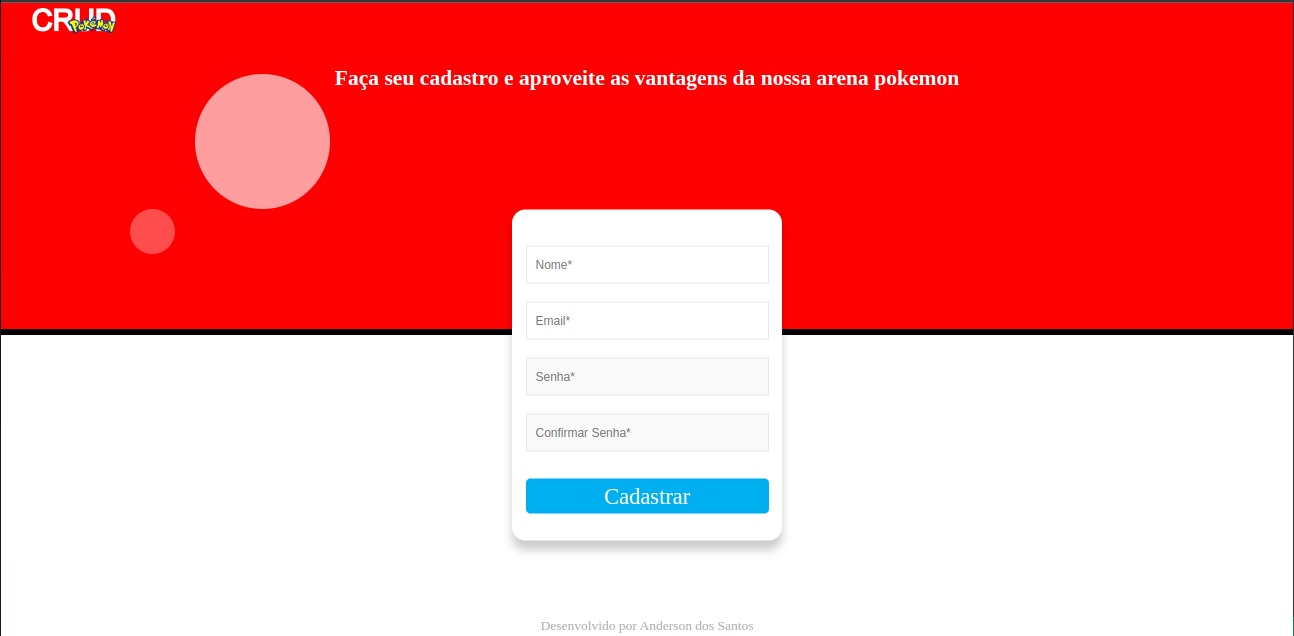 CRUD
Pokémon
Faça seu cadastro e aproveite as vantagens da nossa arena pokemon
Nome*
Email*
Senha*
Confirmar Senha*
Cadastrar
Desenvolvido por Anderson dos Santos